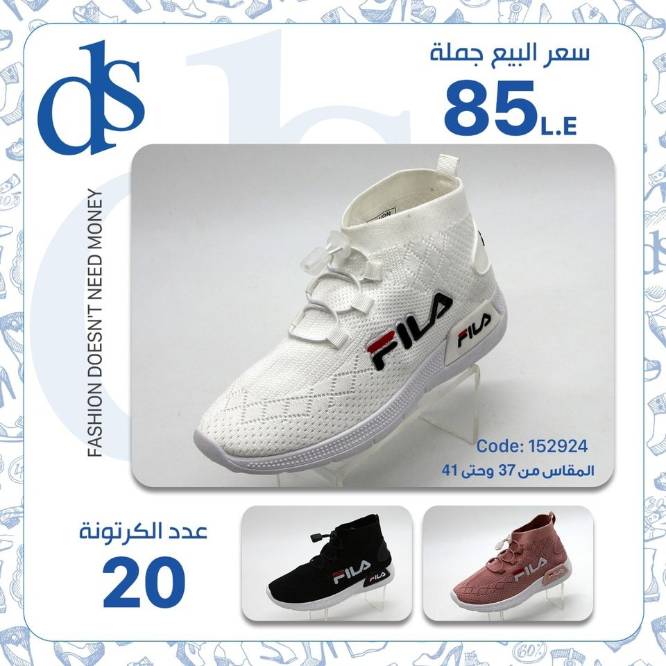 ds
سعر البيع جملة
85L.E
FASHION DOESN'T NEED MONEY
FILA
FILA
Code: 152924
المقاس من 37 وحتى 41
عدد الكرتونة
20
FILA
FILA
60%